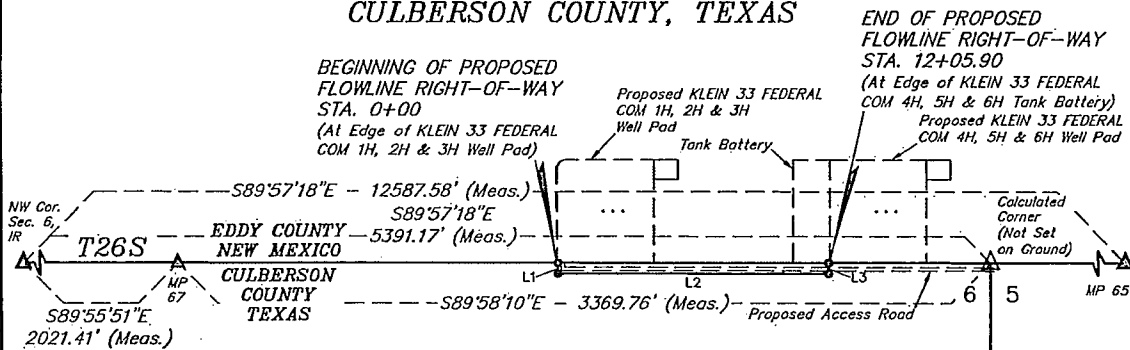 CULBERSON COUNTY, TEXAS
BEGINNING OF PROPOSED
FLOWLINE RIGHT-OF-WAY
STA. 0+00
(At Edge of KLEIN 33 FEDERAL
COM 1H, 2H & 3H Well Pad)
Proposed KLEIN 33 FEDERAL
COM 1H, 2H & 3H
Well Pad
Tank Battery
END OF PROPOSED
FLOWLINE RIGHT-OF-WAY
STA. 12+05.90
(At Edge of KLEIN 33 FEDERAL
COM 4H, 5H & 6H Tank Battery)
Proposed KLEIN 33 FEDERAL
COM 4H, 5H & 6H Well Pad
S89°57'18"E - 12587.58' (Meas.)
NW Cor.
Sec. 6,
IR
S89°57'18"E
5391.17' (Meas.)
Calculated
Corner
(Not Set
on Ground)
T26S
EDDY COUNTY
NEW MEXICO
CULBERSON
COUNTY
TEXAS
MP
67
L1
L2
L3
6 5
MP 65
S89°55'51"E
2021.41' (Meas.)
S89°58'10"E - 3369.76' (Meas.)
Proposed Access Road